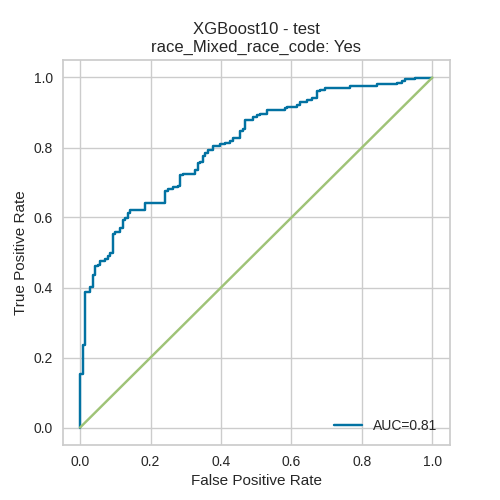 XGBoost10 - test
race_Mixed_race_code: Yes
1.0
0.8
0.6
0.4
0.2
0.0
True Positive Rate
AUC=0.81
0.0 0.2 0.4 0.6 0.8 1.0
False Positive Rate